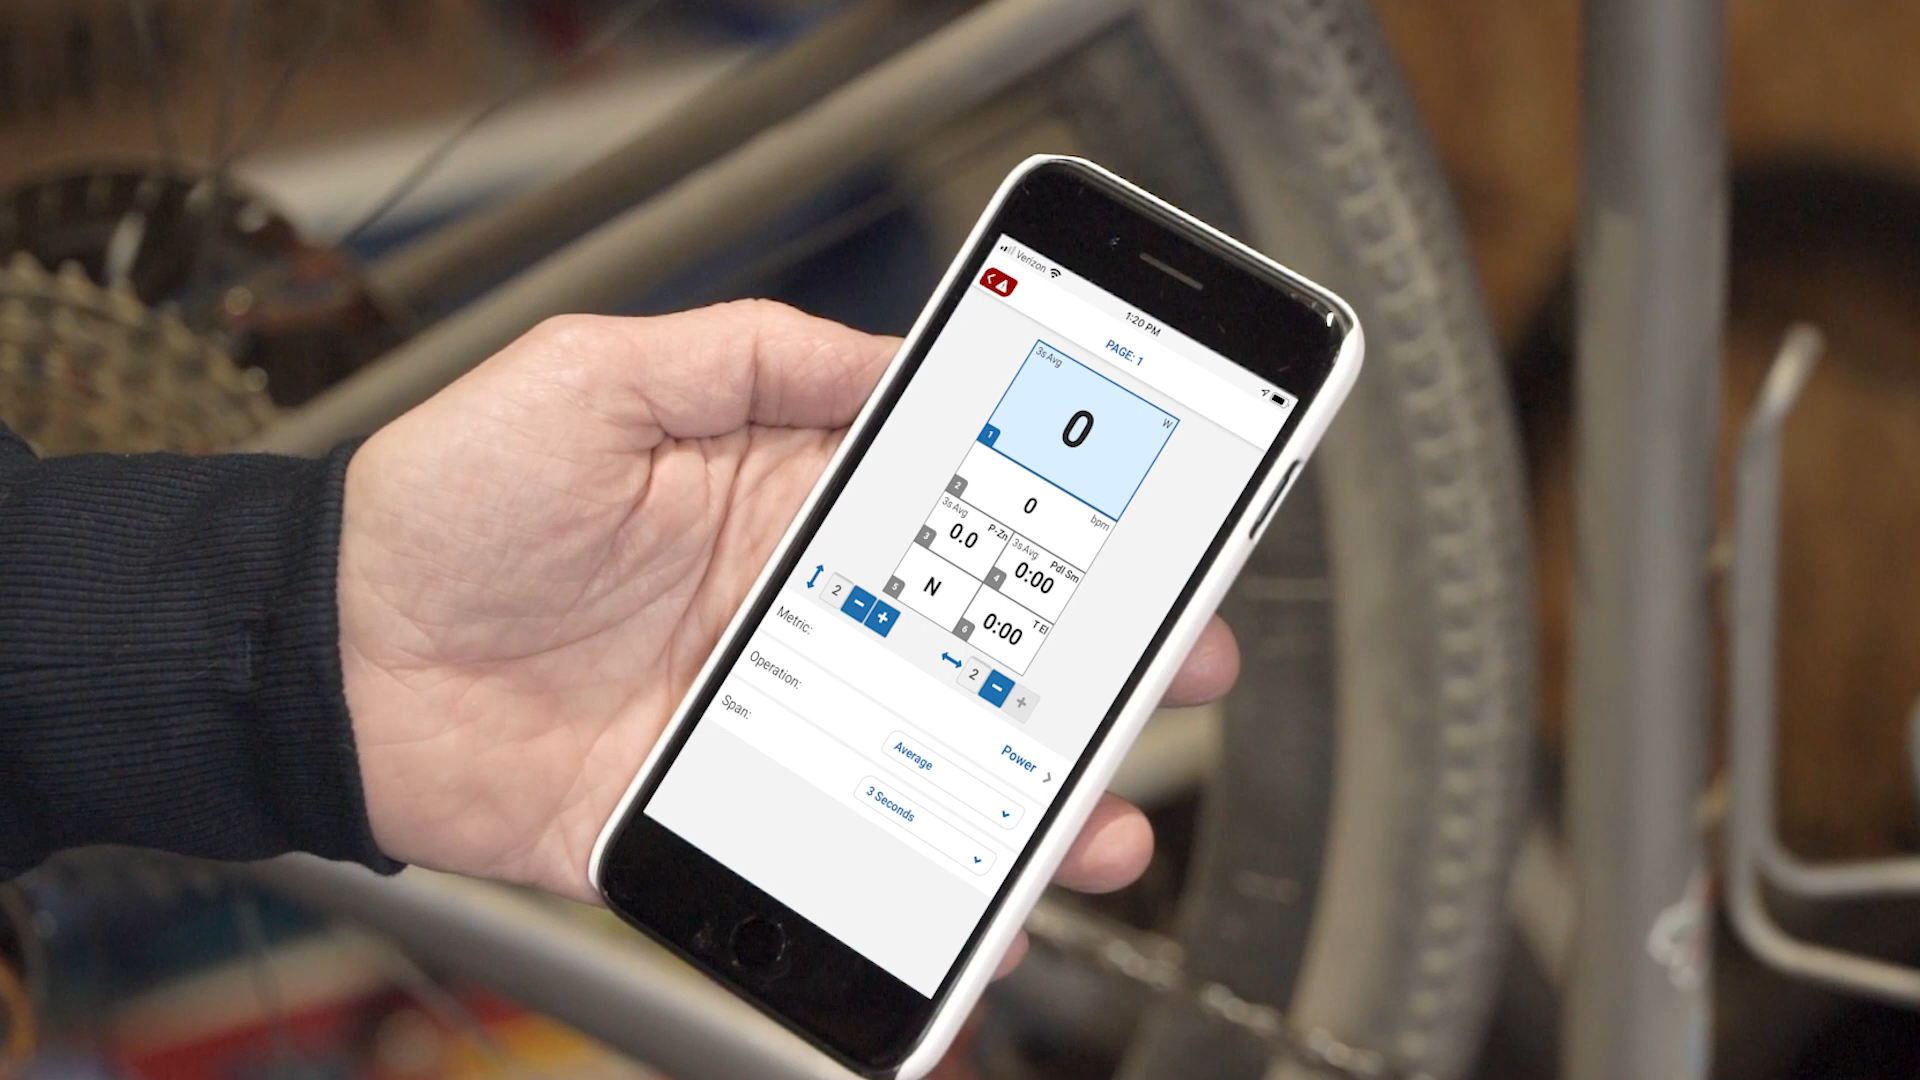 Verizon
1:20 PM
PAGE: 1
3s Avg
W
0
1
2
0
bpm
3s Avg
P-Zn
0.0
3
3s Avg
Pdl Sm
0:00
4
N
5
T El
0:00
6
2 - +
2 - +
Metric:
Power
Operation:
Average
Span:
3 Seconds